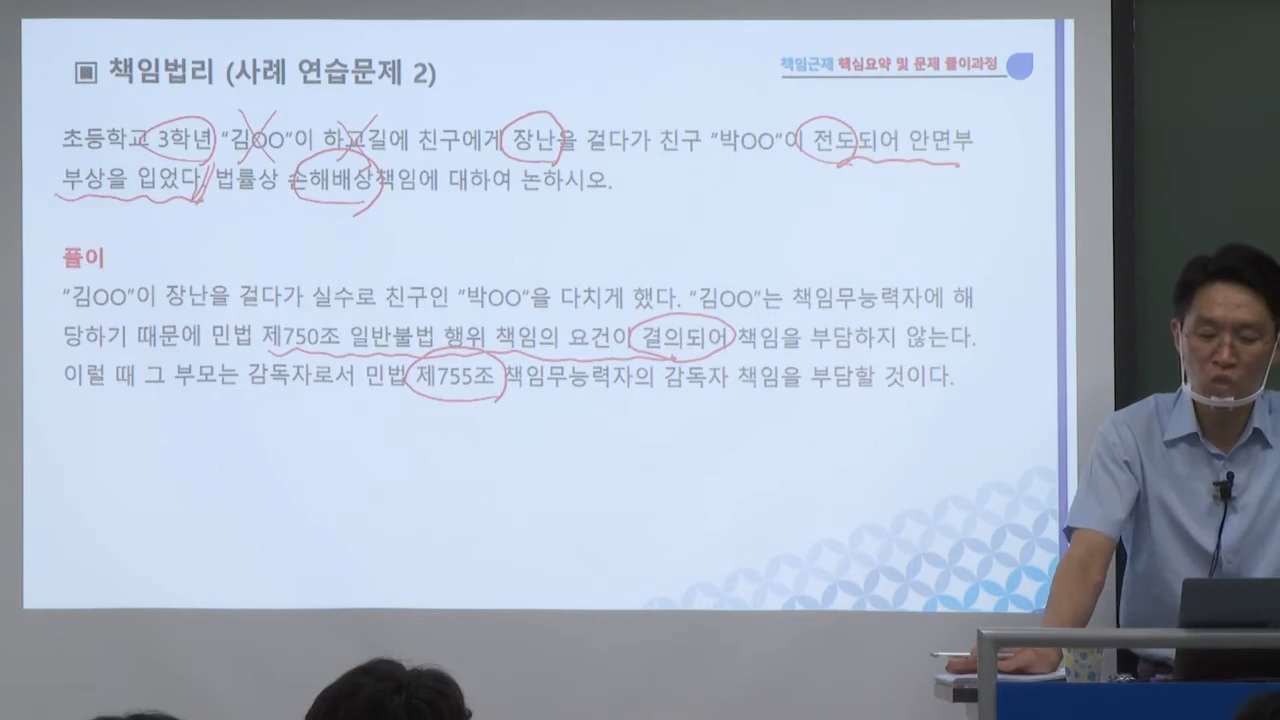 ▣ 책임법리 (사례 연습문제 2)
책임근재 핵심요약 및 문제 풀이과정
초등학교 3학년 “김OO”이 하교길에 친구에게 장난을 걸다가 친구 ”박OO”이 전도되어 안면부
부상을 입었다. 법률상 손해배상책임에 대하여 논하시오.
풀이
“김OO”이 장난을 걸다가 실수로 친구인 ”박OO”을 다치게 했다. “김OO”는 책임무능력자에 해
당하기 때문에 민법 제750조 일반불법 행위 책임의 요건이 결의되어 책임을 부담하지 않는다.
이럴 때 그 부모는 감독자로서 민법 제755조 책임무능력자의 감독자 책임을 부담할 것이다.